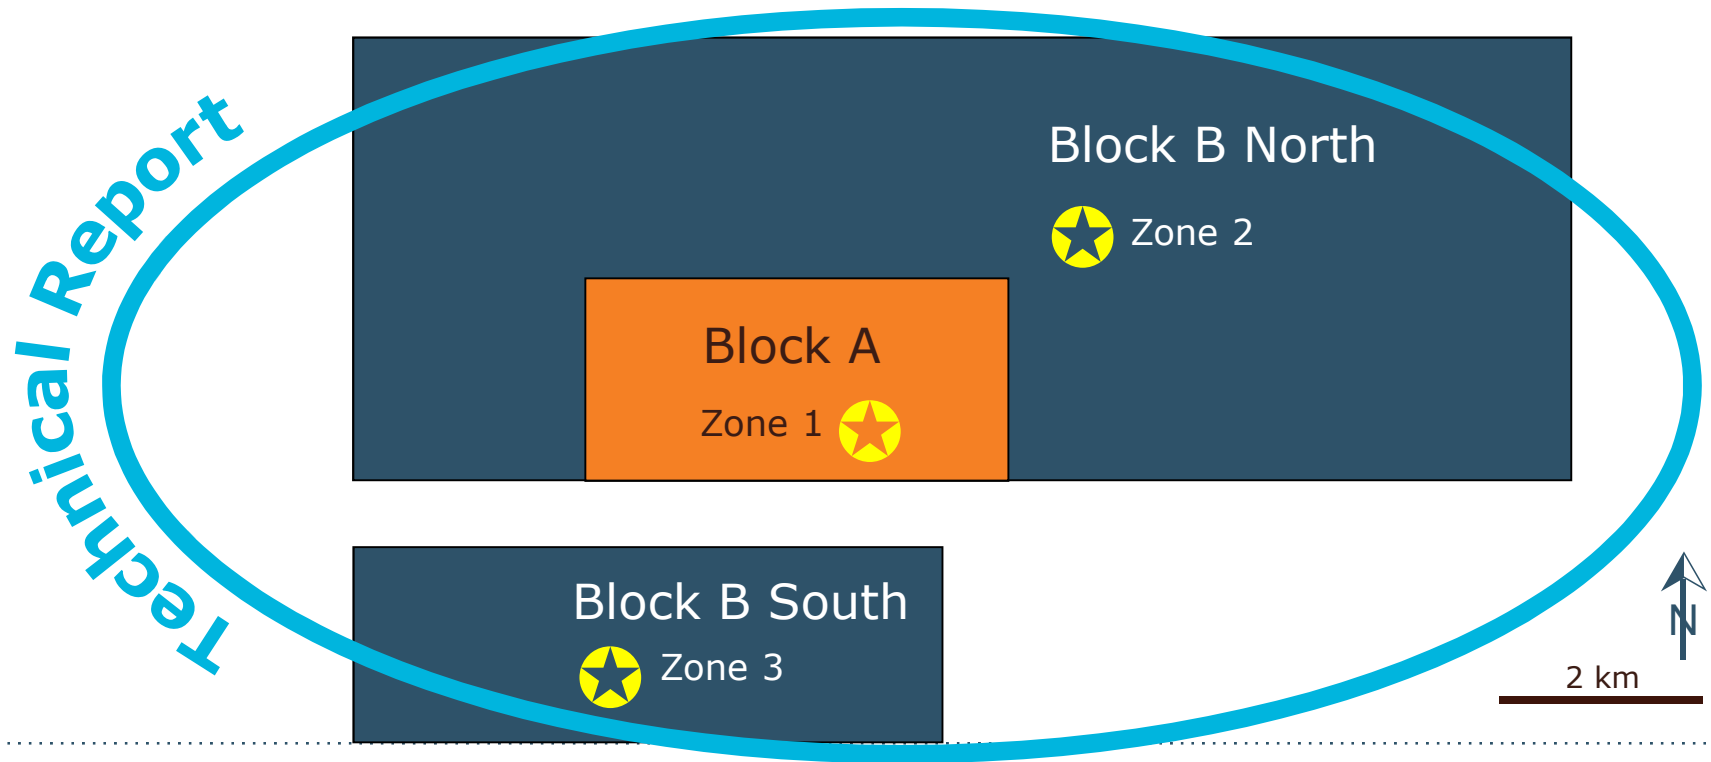 Technical Report
Block B North
Zone 2
Block A
Zone 1
Block B South
Zone 3
N
2 km